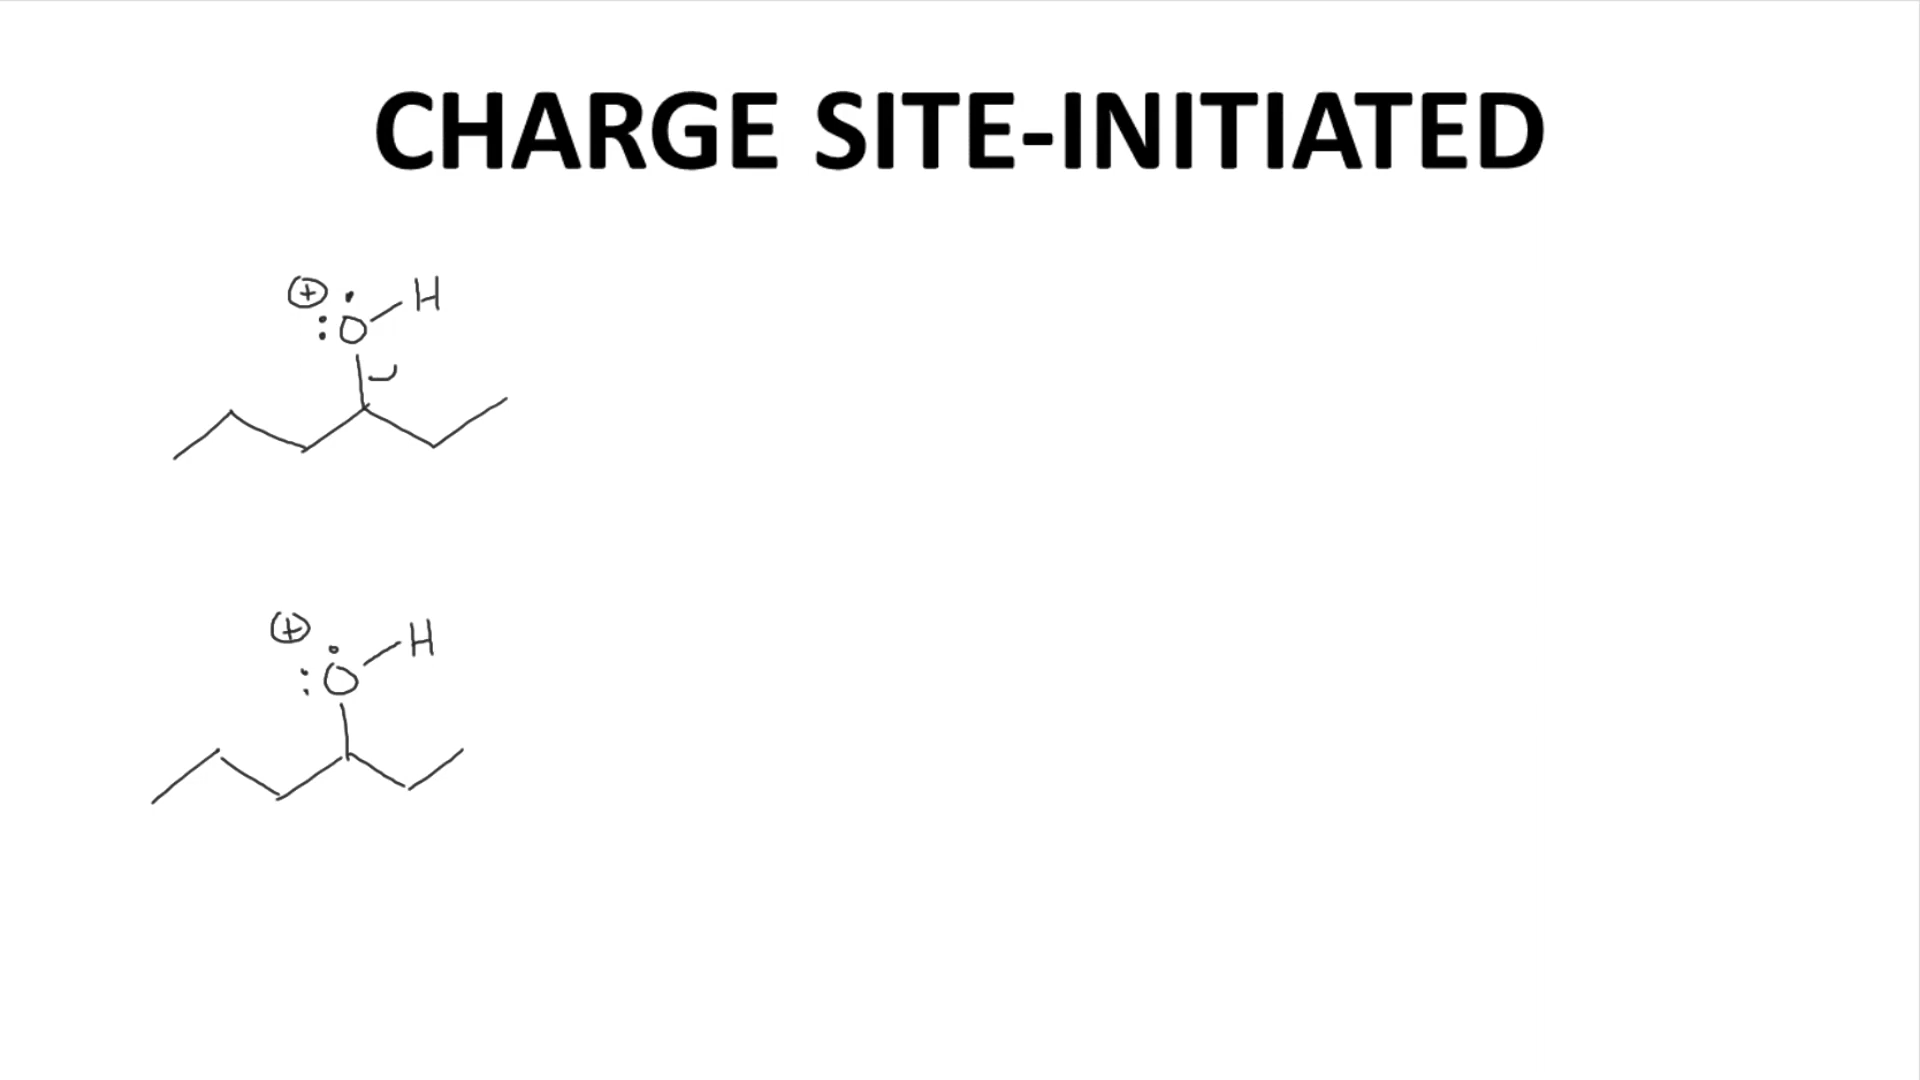 CHARGE SITE-INITIATED
⊕ •
: O H
⊕ •
: O H